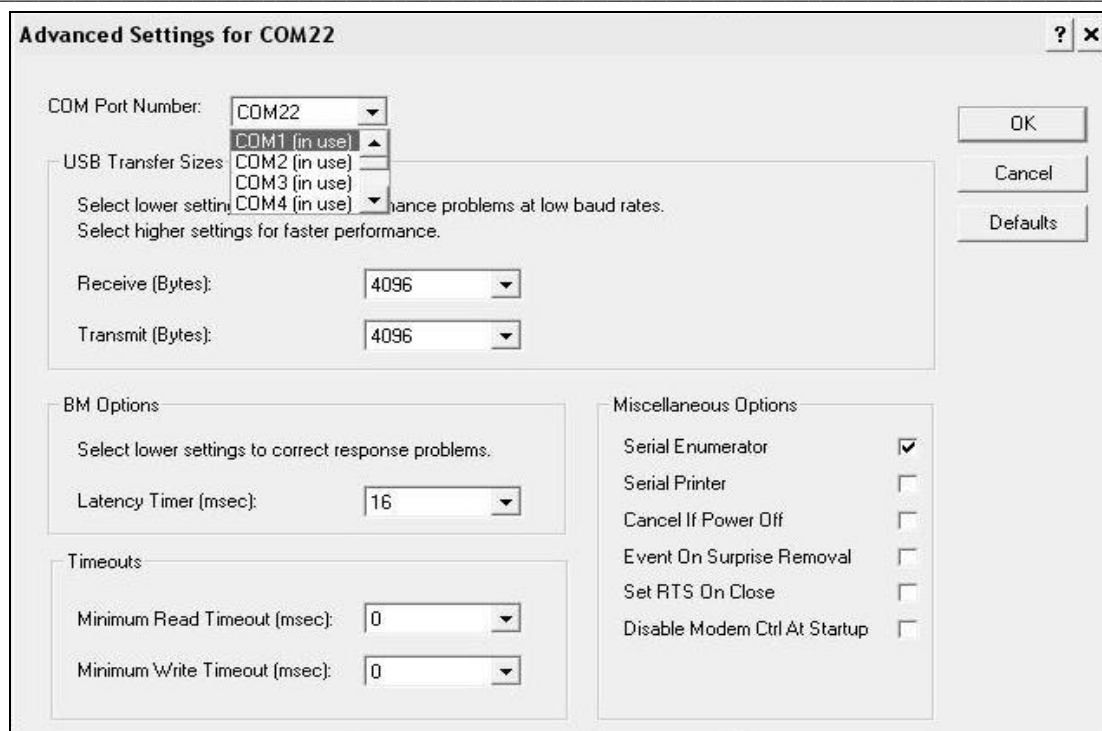 Advanced Settings for COM22
? ×
COM Port Number:
COM22
COM1 (in use)
COM2 (in use)
COM3 (in use)
COM4 (in use)
OK
Cancel
Defaults
USB Transfer Sizes
Select lower settin
mance problems at low baud rates.
Select higher settings for faster performance.
Receive (Bytes):
4096
Transmit (Bytes):
4096
BM Options
Select lower settings to correct response problems.
Latency Timer (msec):
16
Timeouts
Minimum Read Timeout (msec):
0
Minimum Write Timeout (msec):
0
Miscellaneous Options
Serial Enumerator
Serial Printer
Cancel If Power Off
Event On Surprise Removal
Set RTS On Close
Disable Modem Ctrl At Startup